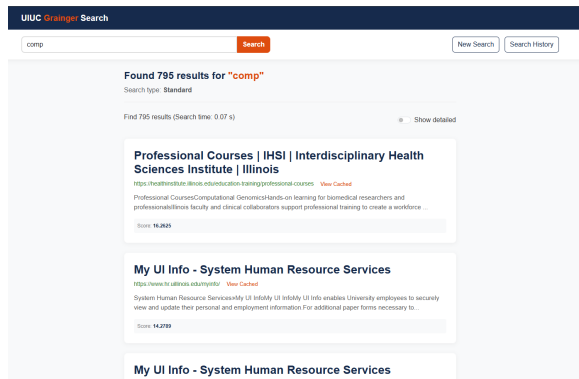 UIUC Grainger Search
comp Search New Search Search History
Found 795 results for "comp"
Search type: Standard
Find 795 results (Search time: 0.07 s) Show detailed
Professional Courses | IHSI | Interdisciplinary Health
Sciences Institute | Illinois
https://healthinstitute.illinois.edu/education-training/professional-courses View Cached
Professional CoursesComputational GenomicsHands-on learning for biomedical researchers and
professionalsIllinois faculty and clinical collaborators support professional training to create a workforce ...
Score: 16.2025
My UI Info - System Human Resource Services
https://www.hr.uillinois.edu/myinfo/ View Cached
System Human Resource Services×My UI InfoMy UI InfoMy UI Info enables University employees to securely
view and update their personal and employment information.For additional paper forms necessary to...
Score: 14.2789
My UI Info - System Human Resource Services